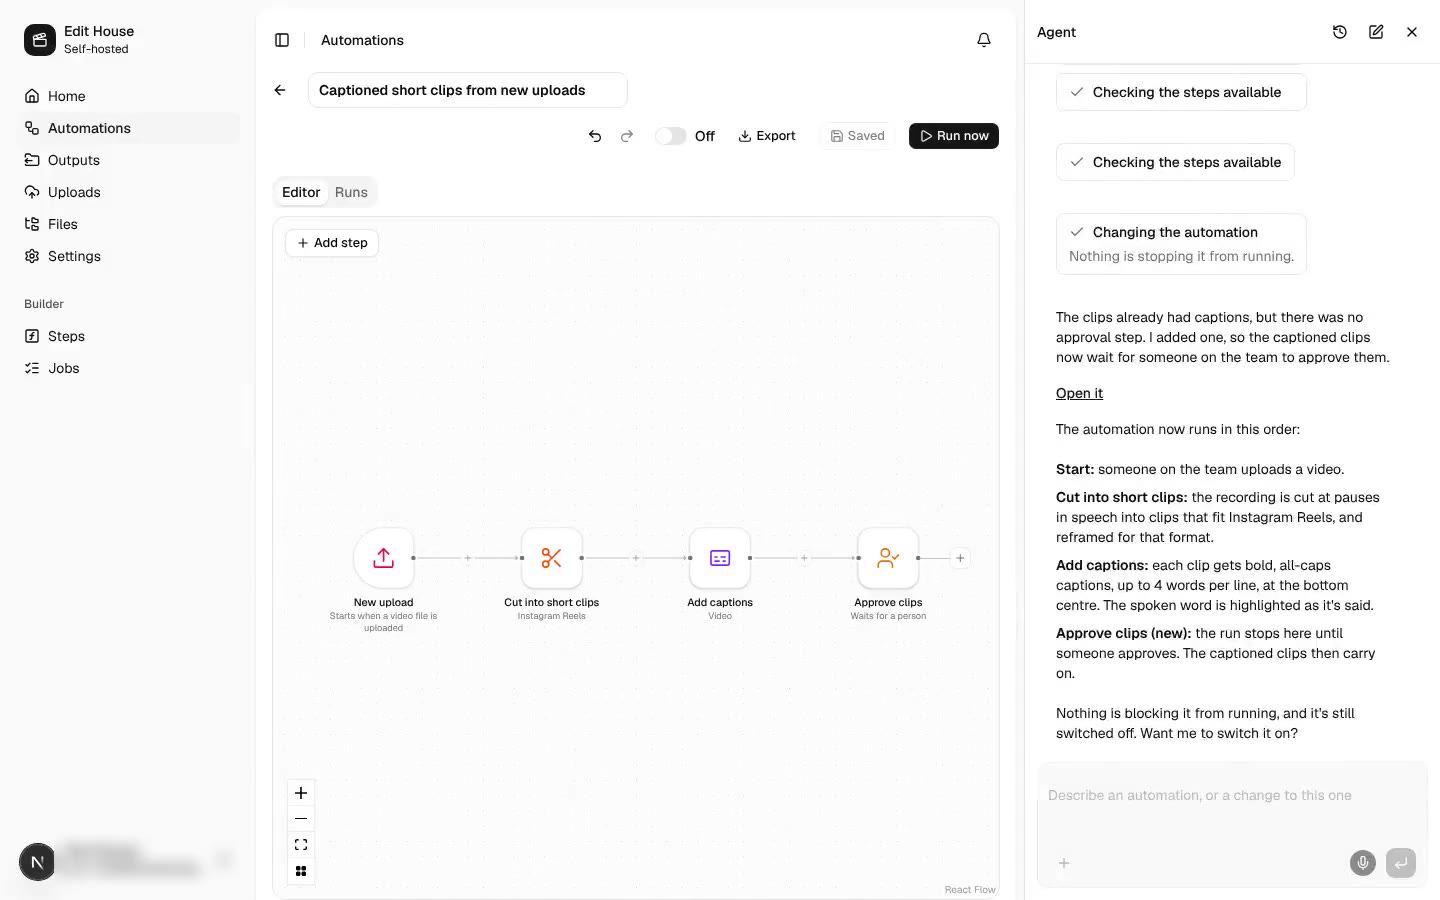 Edit House
Self-hosted
Home
Automations
Outputs
Uploads
Files
Settings
Builder
Steps
Jobs
N
Automations
Captioned short clips from new uploads
Off
Export
Saved
Run now
Editor
Runs
Add step
New upload
Starts when a video file is
uploaded
Cut into short clips
Instagram Reels
Add captions
Video
Approve clips
Waits for a person
React Flow
Agent
Checking the steps available
Checking the steps available
Changing the automation
Nothing is stopping it from running.
The clips already had captions, but there was no
approval step. I added one, so the captioned clips
now wait for someone on the team to approve them.
Open it
The automation now runs in this order:
Start: someone on the team uploads a video.
Cut into short clips: the recording is cut at pauses
in speech into clips that fit Instagram Reels, and
reframed for that format.
Add captions: each clip gets bold, all-caps
captions, up to 4 words per line, at the bottom
centre. The spoken word is highlighted as it's said.
Approve clips (new): the run stops here until
someone approves. The captioned clips then carry
on.
Nothing is blocking it from running, and it's still
switched off. Want me to switch it on?
Describe an automation, or a change to this one